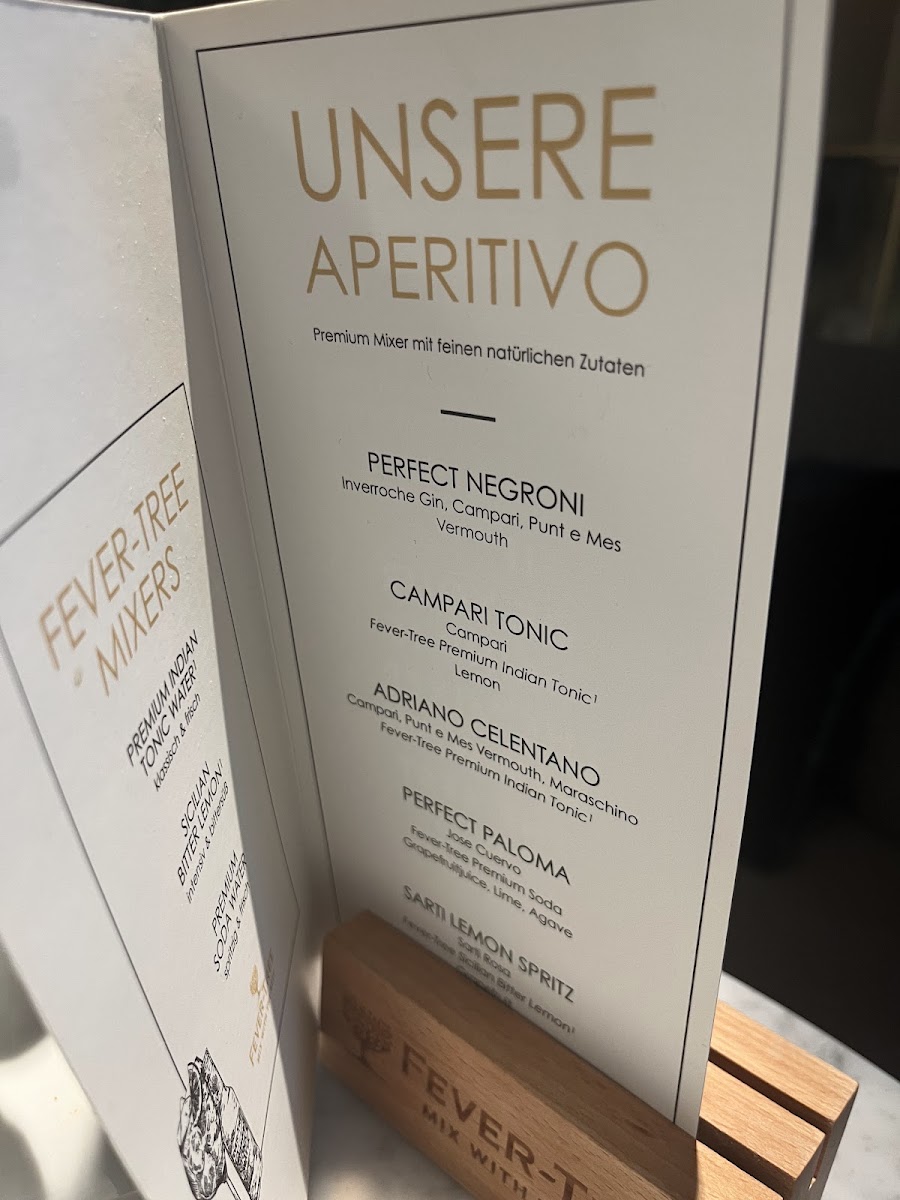 UNSERE
APERITIVO
Premium Mixer mit feinen natürlichen Zutaten
PERFECT NEGRONI
Inverroche Gin, Campari, Punt e Mes
Vermouth
CAMPARI TONIC
Campari
Fever-Tree Premium Indian Tonic¹
Lemon
ADRIANO CELENTANO
Campari, Punt e Mes Vermouth, Maraschino
Fever-Tree Premium Indian Tonic¹
PERFECT PALOMA
Jose Cuervo
Fever-Tree Premium Soda
Grapefruitjuice, Lime, Agave
SARTI LEMON SPRITZ
Sarti Rosa
Fever-Tree Sicilian Bitter Lemon¹
FEVER-TREE
MIXERS
PREMIUM INDIAN
TONIC WATER¹
klassisch & frisch
SICILIAN
BITTER LEMON¹
intensiv & bittersüß
PREMIUM
SODA WATER
spritzig & frisch
FEVER-T
MIX WITH